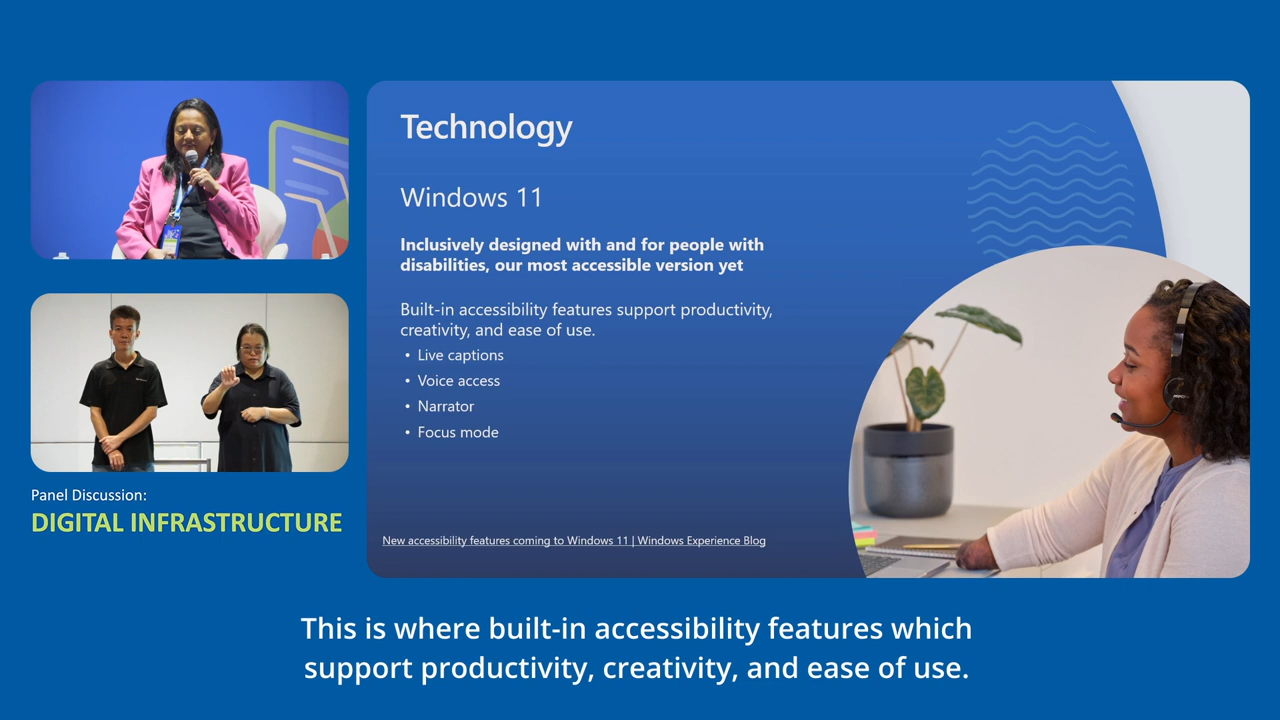 Technology
Windows 11
Inclusively designed with and for people with
disabilities, our most accessible version yet
Built-in accessibility features support productivity,
creativity, and ease of use.
• Live captions
• Voice access
• Narrator
• Focus mode
New accessibility features coming to Windows 11 | Windows Experience Blog
Panel Discussion:
DIGITAL INFRASTRUCTURE
This is where built-in accessibility features which
support productivity, creativity, and ease of use.